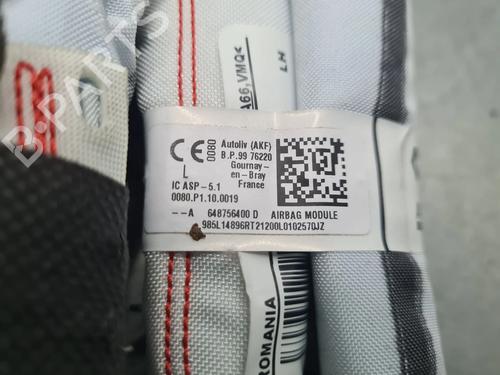 A66,VMQ<
LH
CE
0080
L
Autoliv (AKF)
B.P.99 76220
Gournay-
en-Bray
France
IC ASP-5.1
0080.P1.10.0019
--A 648756400 D AIRBAG MODULE
985L14896RT21200L0102570JZ
ROMANIA
B-PARTS